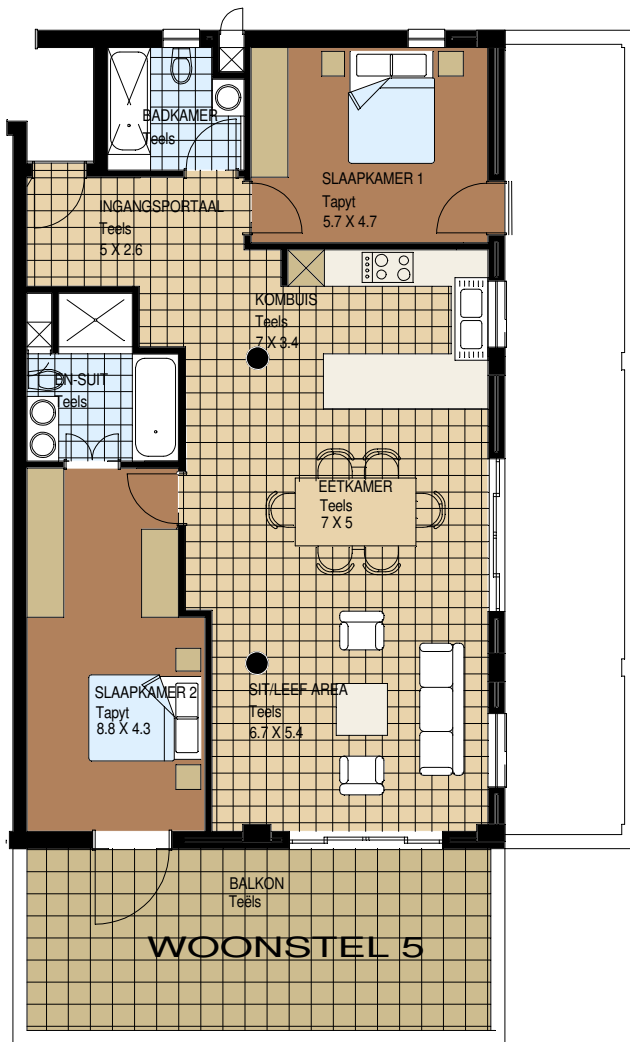 BADKAMER
Teels
SLAAPKAMER 1
Tapyt
5.7 X 4.7
INGANGSPORTAAL
Teels
5 X 2.6
KOMBUIS
Teels
7 X 3.4
EN-SUIT
Teels
EETKAMER
Teels
7 X 5
SLAAPKAMER 2
Tapyt
8.8 X 4.3
SIT/LEEF AREA
Teels
6.7 X 5.4
BALKON
Teëls
WOONSTEL 5